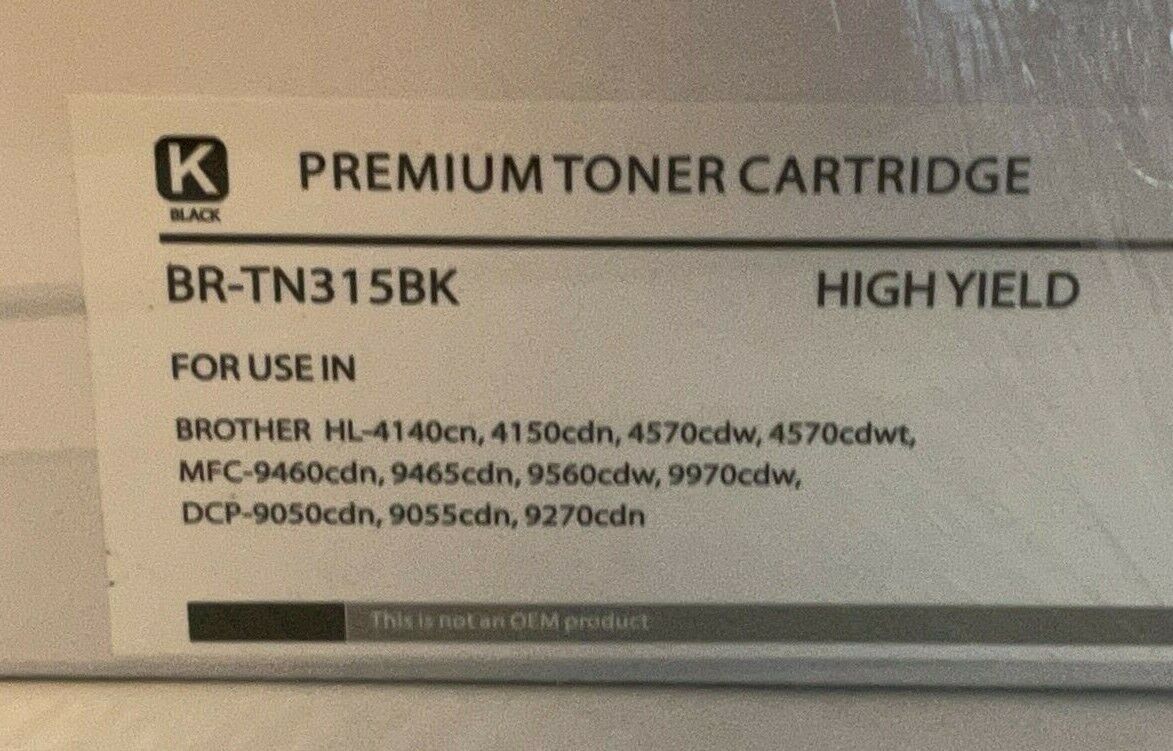 K
BLACK
PREMIUM TONER CARTRIDGE
BR-TN315BK HIGH YIELD
FOR USE IN
BROTHER HL-4140cn, 4150cdn, 4570cdw, 4570cdwt,
MFC-9460cdn, 9465cdn, 9560cdw, 9970cdw,
DCP-9050cdn, 9055cdn, 9270cdn
This is not an OEM product